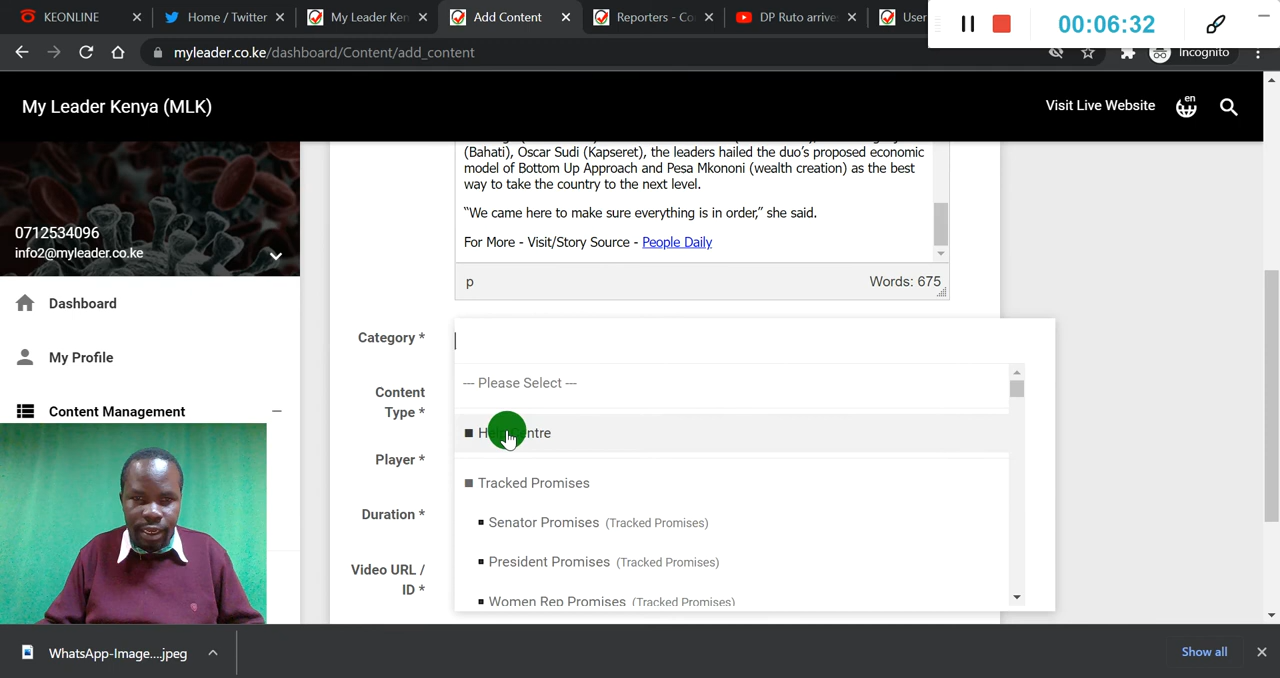 KEONLINE
Home / Twitter
My Leader Ken
Add Content
Reporters - Co
DP Ruto arrive
User
00:06:32
myleader.co.ke/dashboard/Content/add_content
Incognito
My Leader Kenya (MLK)
Visit Live Website
en
(Bahati), Oscar Sudi (Kapseret), the leaders hailed the duo's proposed economic
model of Bottom Up Approach and Pesa Mkononi (wealth creation) as the best
way to take the country to the next level.
"We came here to make sure everything is in order," she said.
For More - Visit/Story Source - People Daily
p
Words: 675
0712534096
info2@myleader.co.ke
Dashboard
My Profile
Content Management
Category *
Content
Type *
Player *
Duration *
Video URL /
ID *
--- Please Select ---
Help Centre
Tracked Promises
Senator Promises (Tracked Promises)
President Promises (Tracked Promises)
Women Rep Promises (Tracked Promises)
WhatsApp-Image....jpeg
Show all